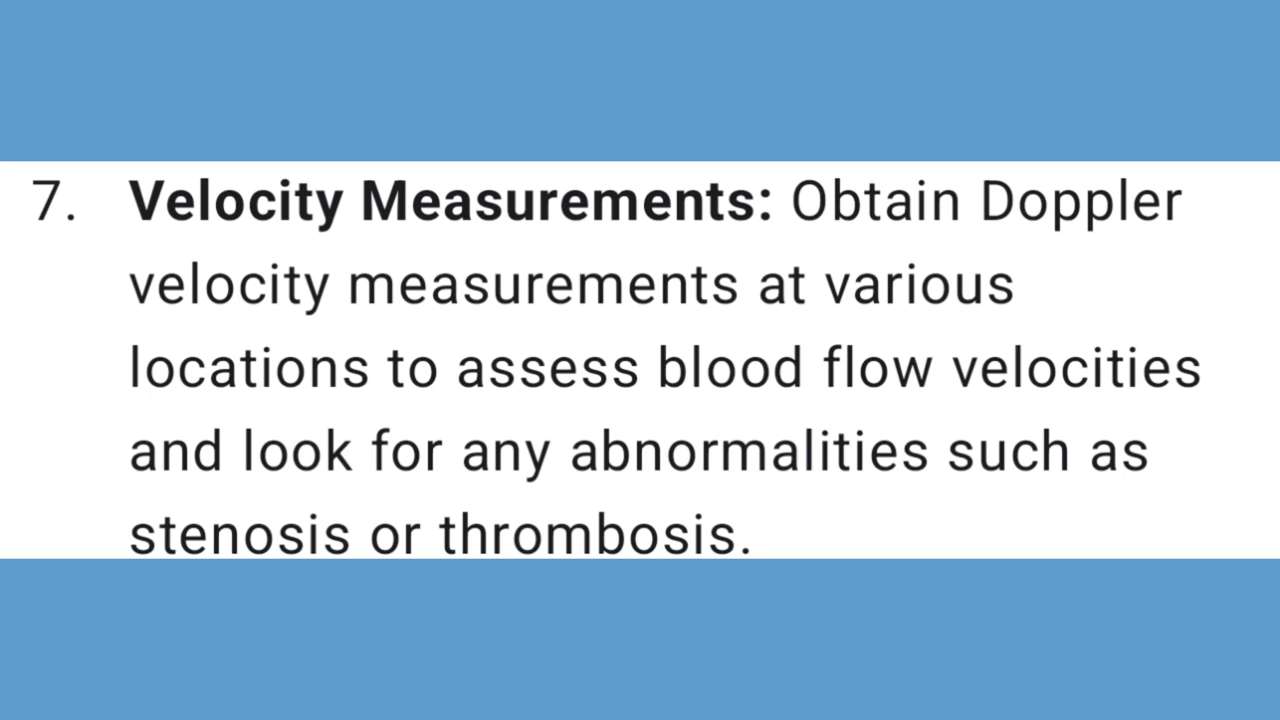 7. Velocity Measurements: Obtain Doppler
velocity measurements at various
locations to assess blood flow velocities
and look for any abnormalities such as
stenosis or thrombosis.